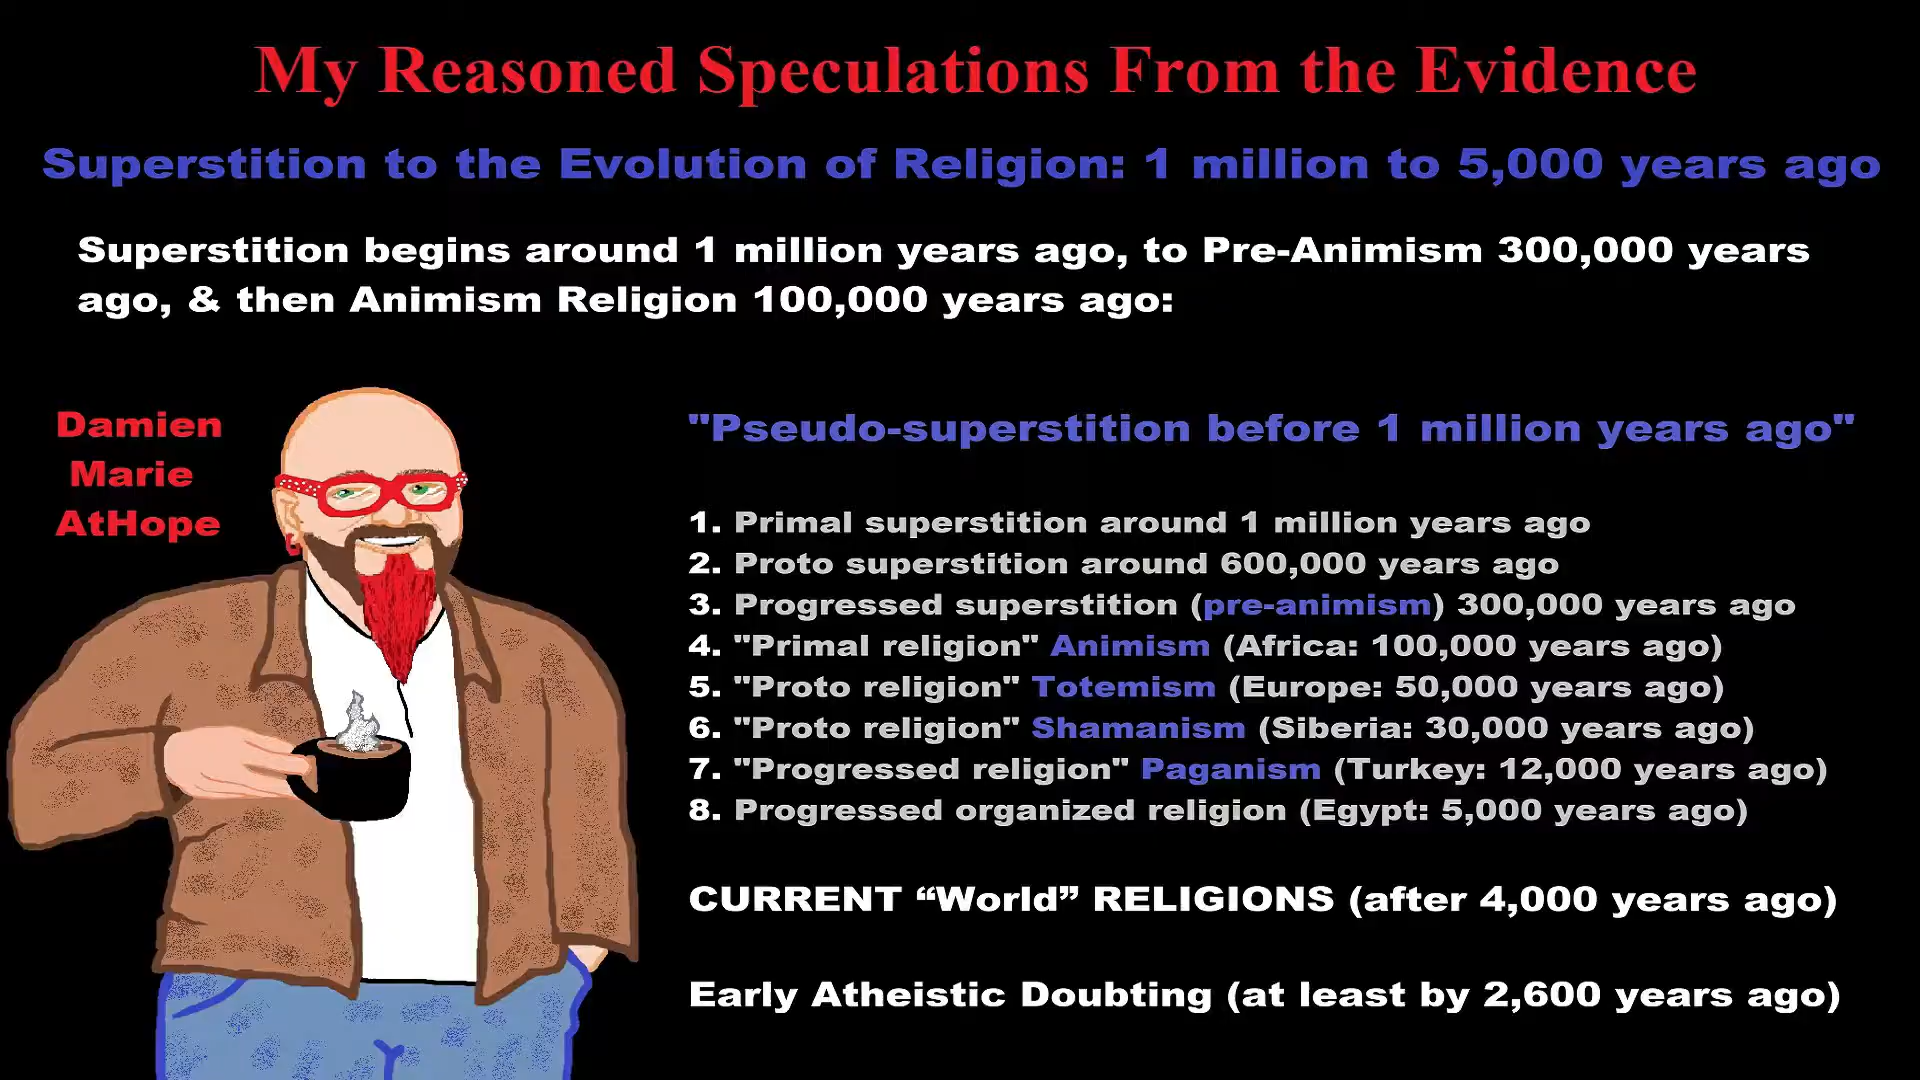 My Reasoned Speculations From the Evidence
Superstition to the Evolution of Religion: 1 million to 5,000 years ago
Superstition begins around 1 million years ago, to Pre-Animism 300,000 years
ago, & then Animism Religion 100,000 years ago:
Damien
Marie
AtHope
"Pseudo-superstition before 1 million years ago"
1. Primal superstition around 1 million years ago
2. Proto superstition around 600,000 years ago
3. Progressed superstition (pre-animism) 300,000 years ago
4. "Primal religion" Animism (Africa: 100,000 years ago)
5. "Proto religion" Totemism (Europe: 50,000 years ago)
6. "Proto religion" Shamanism (Siberia: 30,000 years ago)
7. "Progressed religion" Paganism (Turkey: 12,000 years ago)
8. Progressed organized religion (Egypt: 5,000 years ago)
CURRENT “World” RELIGIONS (after 4,000 years ago)
Early Atheistic Doubting (at least by 2,600 years ago)